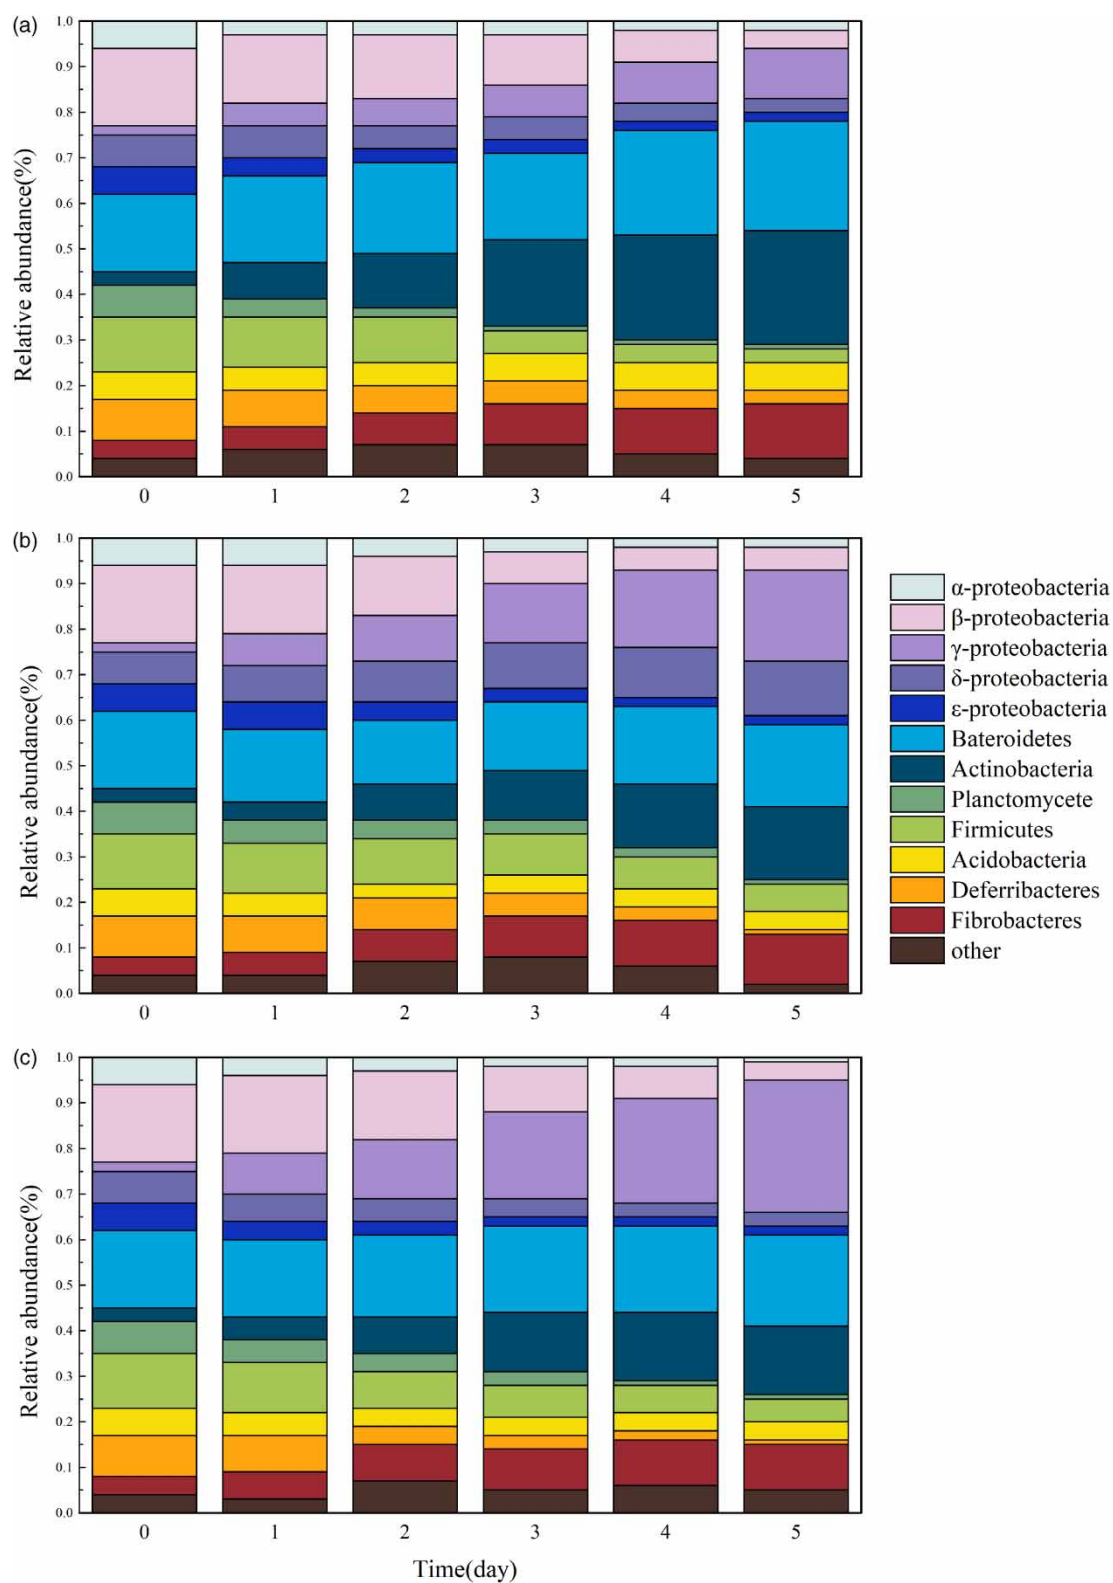 (a)
Relative abundance(%)
1.0
0.9
0.8
0.7
0.6
0.5
0.4
0.3
0.2
0.1
0.0
0 1 2 3 4 5
(b)
Relative abundance(%)
1.0
0.9
0.8
0.7
0.6
0.5
0.4
0.3
0.2
0.1
0.0
0 1 2 3 4 5
α-proteobacteria
β-proteobacteria
γ-proteobacteria
δ-proteobacteria
ε-proteobacteria
Bateroidetes
Actinobacteria
Planctomycete
Firmicutes
Acidobacteria
Deferribacteres
Fibrobacteres
other
(c)
Relative abundance(%)
1.0
0.9
0.8
0.7
0.6
0.5
0.4
0.3
0.2
0.1
0.0
0 1 2 3 4 5
Time(day)